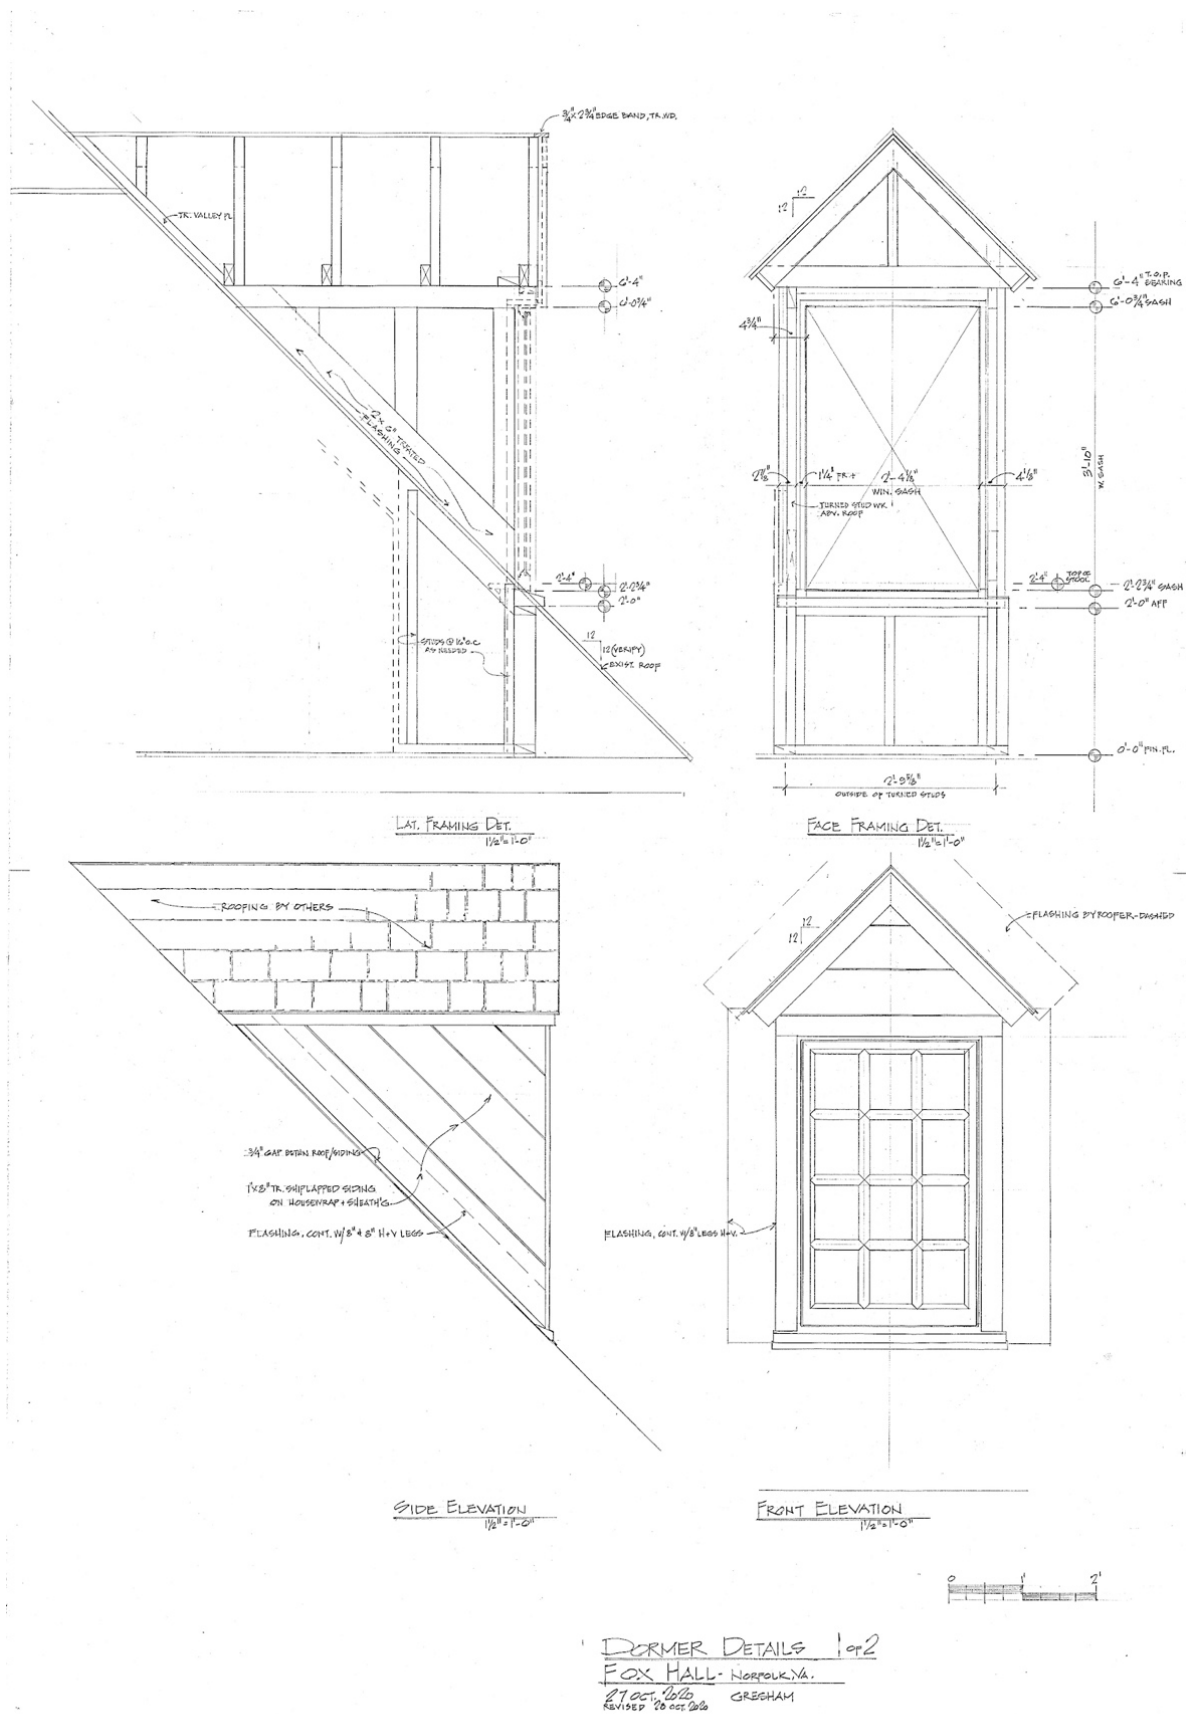 3/4" x 2 3/4" EDGE BAND, TR. WD.
TR. VALLEY PL
6'-4"
6'-0 3/4"
2 x 6" TREATED
FLASHING
2'-4"
2'-2 3/4"
2'-0"
STUDS @ 16" O.C.
AS NEEDED
12
12 (VERIFY)
EXIST. ROOF
LAT. FRAMING DET.
1 1/2" = 1'-0"
12
12
6'-4" T.O.P.
BEARING
6'-0 3/4" SASH
4 3/4"
3'-10"
W. SASH
2 1/8"
1 1/4" FR.+
2'-4 1/8"
WIN. SASH
4 1/8"
TURNED STUD WK
ABV. ROOF
2'-4" TOP OF
STOOL
2'-2 3/4" SASH
2'-0" AFF
0'-0" FIN. FL.
2'-9 3/8"
OUTSIDE OF TURNED STUDS
FACE FRAMING DET.
1 1/2" = 1'-0"
ROOFING BY OTHERS
3/4" GAP BETWN ROOF/SIDING
1"X8" TR. SHIPLAPPED SIDING
ON HOUSEWRAP + SHEATH'G.
FLASHING, CONT. W/ 8" & 8" H+V LEGS
SIDE ELEVATION
1 1/2" = 1'-0"
FLASHING BY ROOFER - DASHED
12
12
FLASHING, CONT. W/ 8" LEGS H+V.
FRONT ELEVATION
1 1/2" = 1'-0"
0 1' 2'
DORMER DETAILS 1 OF 2
FOX HALL - NORFOLK, VA.
27 OCT. 2020 GRESHAM
REVISED 28 OCT. 2020